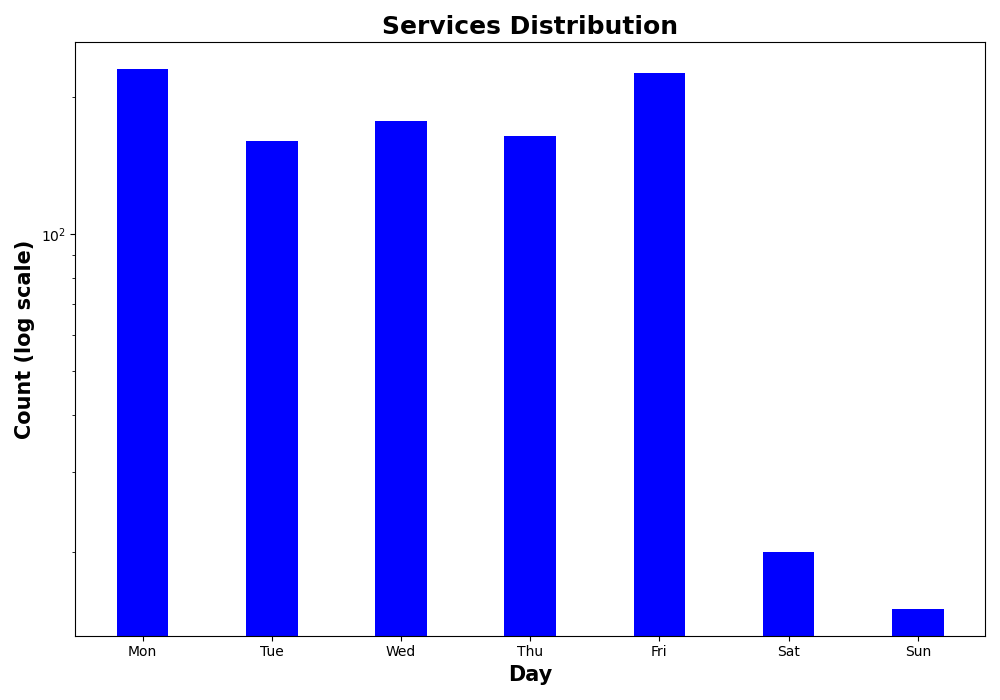 Services Distribution
Count (log scale)
10²
Mon Tue Wed Thu Fri Sat Sun
Day